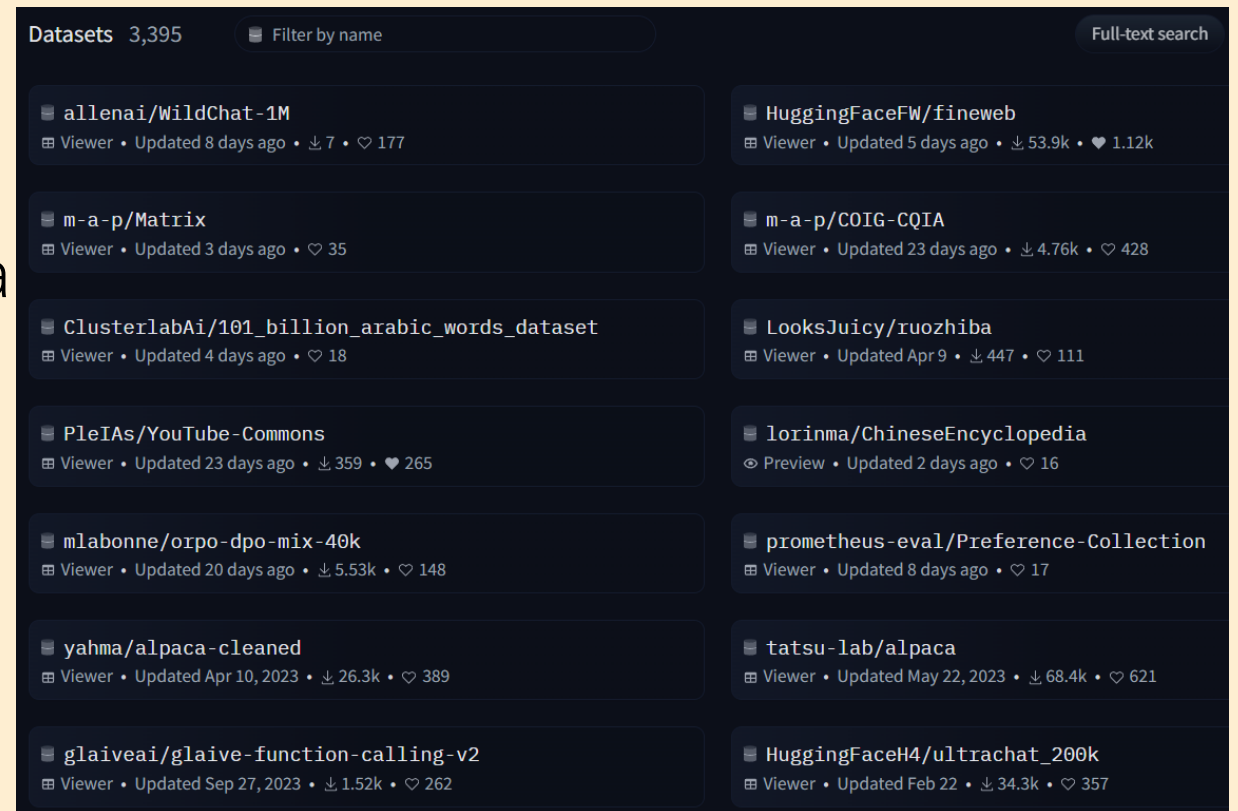 Datasets 3,395 Filter by name Full-text search
allenai/WildChat-1M
Viewer • Updated 8 days ago • 7 • 177
HuggingFaceFW/fineweb
Viewer • Updated 5 days ago • 53.9k • 1.12k
m-a-p/Matrix
Viewer • Updated 3 days ago • 35
m-a-p/COIG-CQIA
Viewer • Updated 23 days ago • 4.76k • 428
a
ClusterlabAi/101_billion_arabic_words_dataset
Viewer • Updated 4 days ago • 18
LooksJuicy/ruozhiba
Viewer • Updated Apr 9 • 447 • 111
PleIAs/YouTube-Commons
Viewer • Updated 23 days ago • 359 • 265
lorinma/ChineseEncyclopedia
Preview • Updated 2 days ago • 16
mlabonne/orpo-dpo-mix-40k
Viewer • Updated 20 days ago • 5.53k • 148
prometheus-eval/Preference-Collection
Viewer • Updated 8 days ago • 17
yahma/alpaca-cleaned
Viewer • Updated Apr 10, 2023 • 26.3k • 389
tatsu-lab/alpaca
Viewer • Updated May 22, 2023 • 68.4k • 621
glaiveai/glaive-function-calling-v2
Viewer • Updated Sep 27, 2023 • 1.52k • 262
HuggingFaceH4/ultrachat_200k
Viewer • Updated Feb 22 • 34.3k • 357